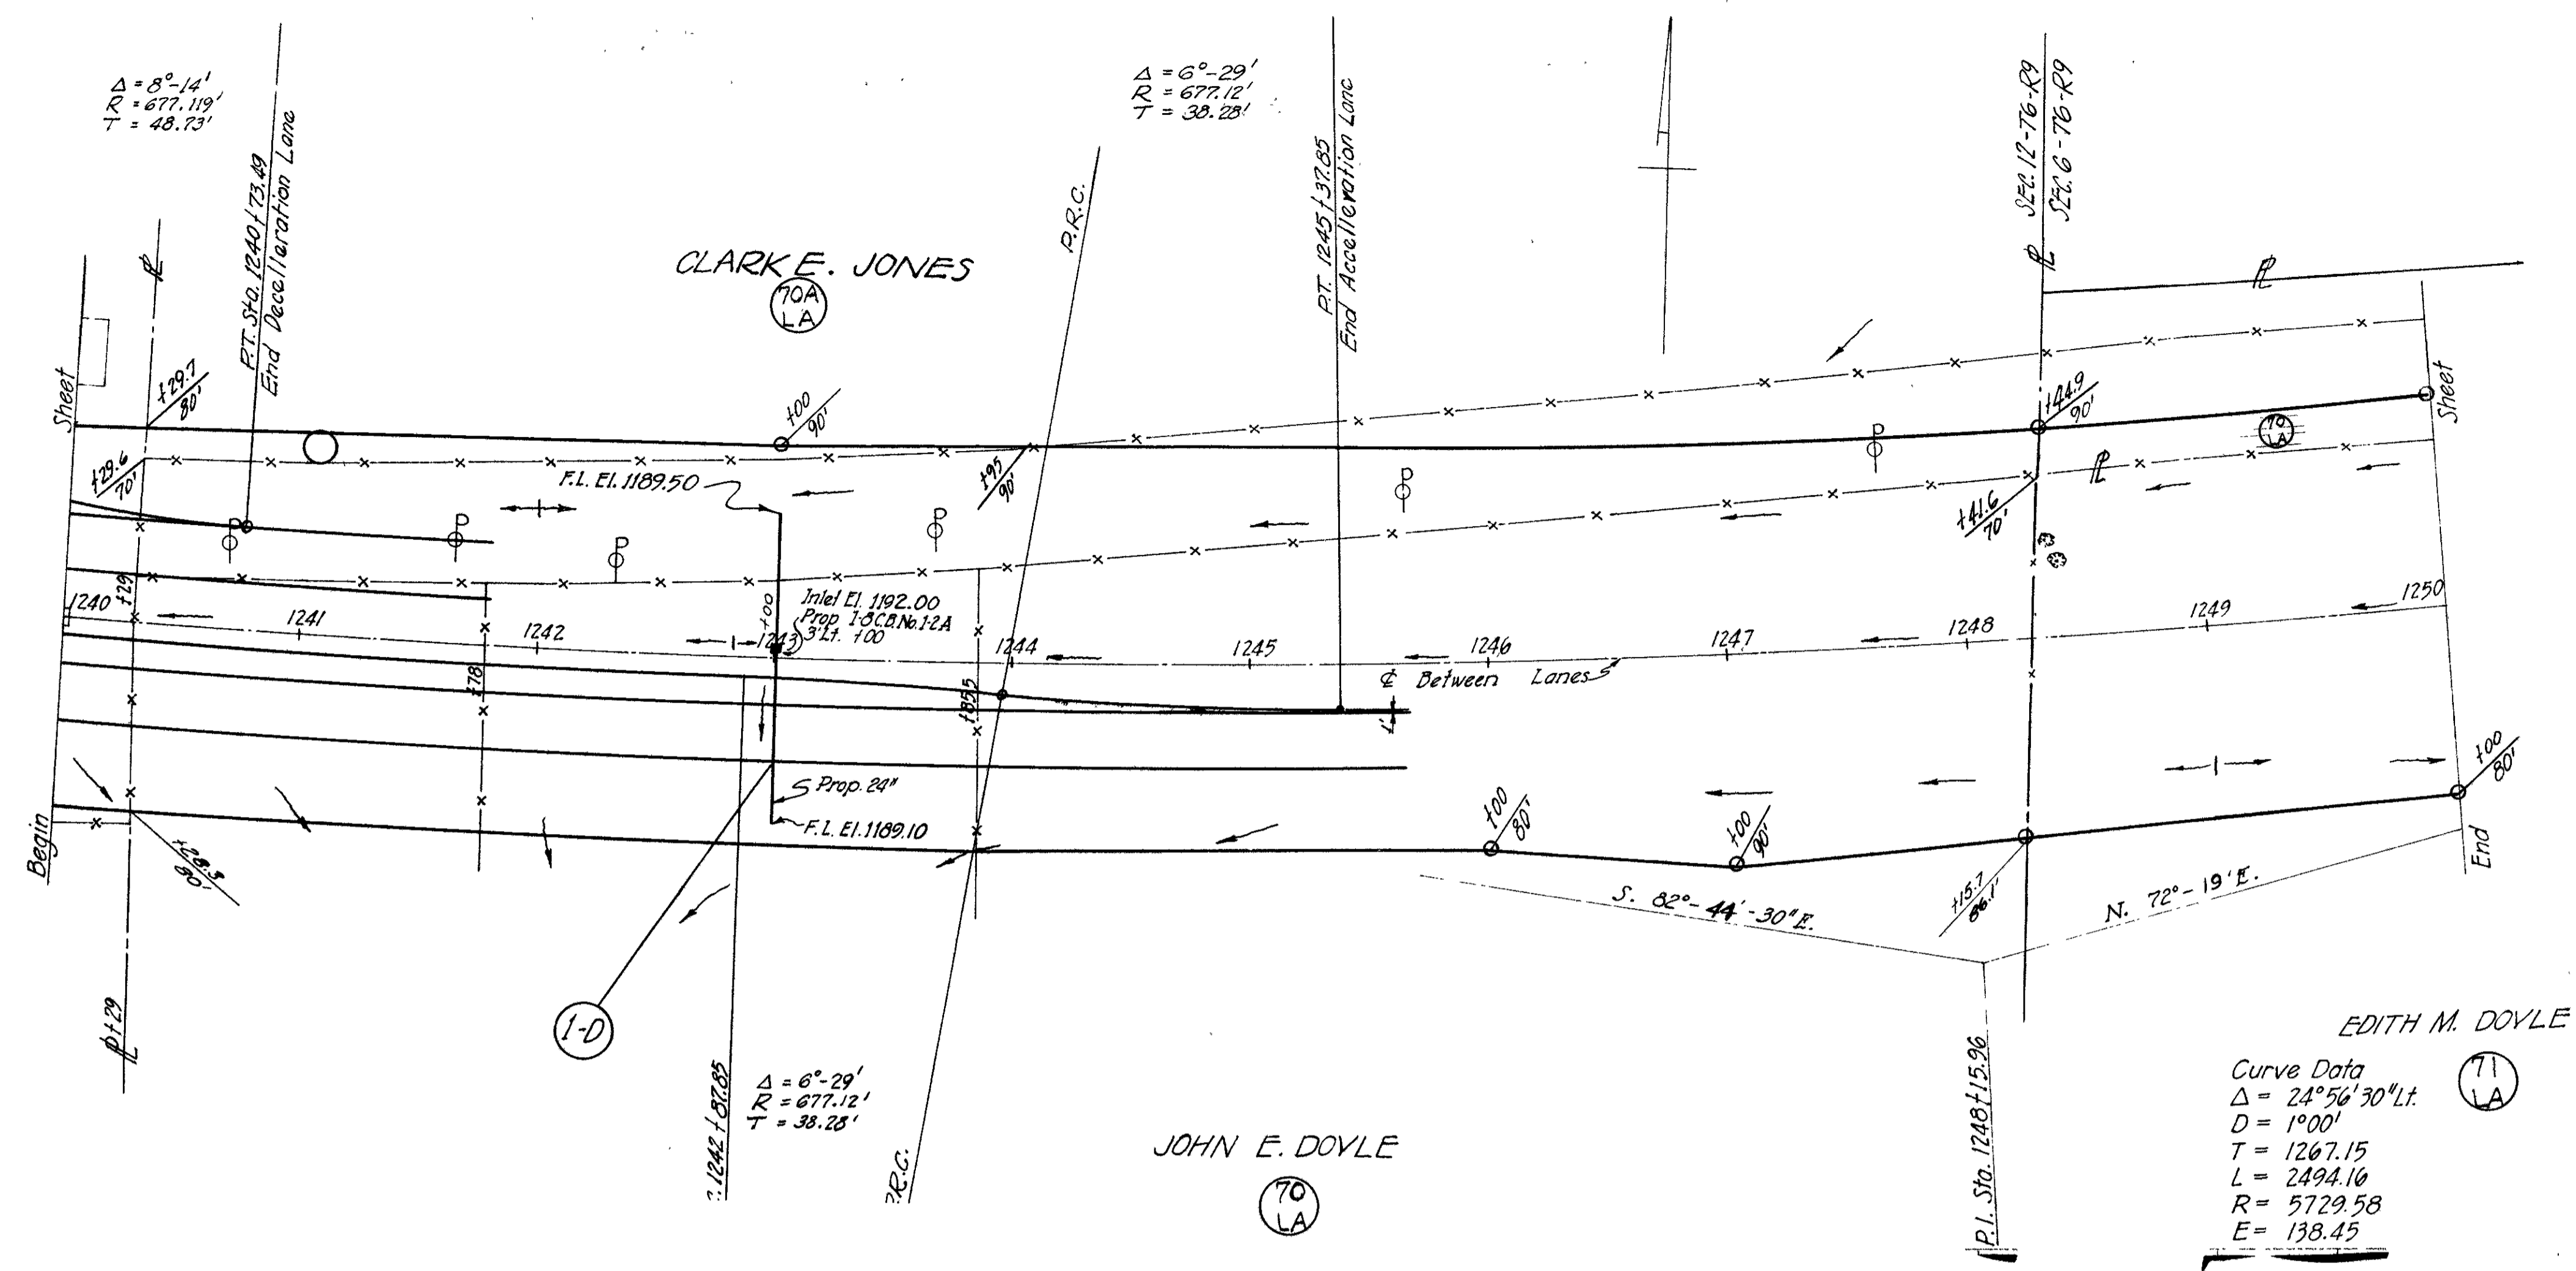 Δ = 8°-14'
R = 677.119'
T = 48.73'
P.T. Sta. 1240+73.49
End Decelleration Lane
Δ = 6°-29'
R = 677.12'
T = 38.28'
P.R.C.
P.T. 1245+37.85
End Accelleration Lane
SEC. 12-T6-R9
SEC. 6-T6-R9
CLARK E. JONES
70A
LA
Sheet
+29.7
80'
+29.6
70'
+00
90'
F.L. El. 1189.50
+95
90'
+44.9
90'
+41.6
70'
70
LA
Sheet
P
P
P
P
P
P
1240
+29
1241
1242
+78
1243
+00
Inlet El. 1192.00
Prop. 1-8 C.B. No. 1-2A
3' Lt. +00
+85.5
1244
1245
1246
1247
1248
1249
1250
Between Lanes
1'
Prop. 24"
F.L. El. 1189.10
+28.3
90'
+00
80'
+00
90'
+15.7
86.1'
+00
80'
Begin
End
S. 82°-44'-30"E.
N. 72°-19'E.
+29
1-D
1242+87.85
Δ = 6°-29'
R = 677.12'
T = 38.28'
P.R.C.
JOHN E. DOYLE
70
LA
P.I. Sta. 1248+15.96
EDITH M. DOYLE
71
LA
Curve Data
Δ = 24°56'30"Lt.
D = 1°00'
T = 1267.15
L = 2494.16
R = 5729.58
E = 138.45